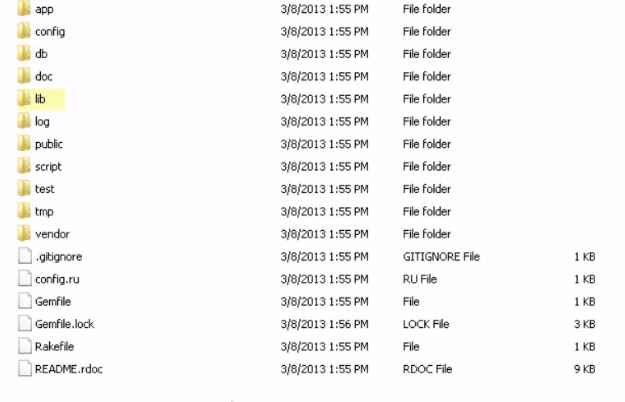 app 3/8/2013 1:55 PM File folder
config 3/8/2013 1:55 PM File folder
db 3/8/2013 1:55 PM File folder
doc 3/8/2013 1:55 PM File folder
lib 3/8/2013 1:55 PM File folder
log 3/8/2013 1:55 PM File folder
public 3/8/2013 1:55 PM File folder
script 3/8/2013 1:55 PM File folder
test 3/8/2013 1:55 PM File folder
tmp 3/8/2013 1:55 PM File folder
vendor 3/8/2013 1:55 PM File folder
.gitignore 3/8/2013 1:55 PM GITIGNORE File 1 KB
config.ru 3/8/2013 1:55 PM RU File 1 KB
Gemfile 3/8/2013 1:55 PM File 1 KB
Gemfile.lock 3/8/2013 1:56 PM LOCK File 3 KB
Rakefile 3/8/2013 1:55 PM File 1 KB
README.rdoc 3/8/2013 1:55 PM RDOC File 9 KB